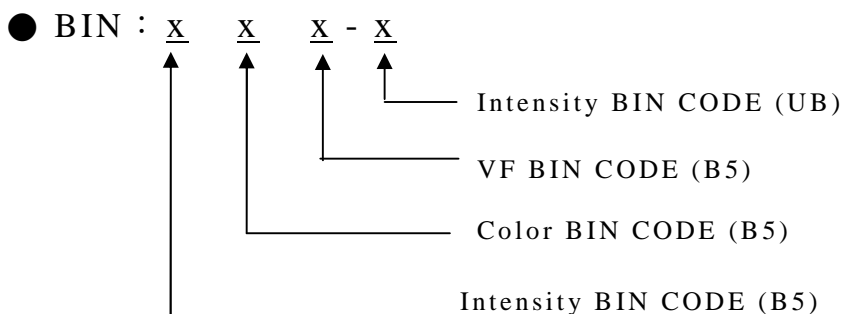 ● BIN：x x x - x
Intensity BIN CODE (UB)
VF BIN CODE (B5)
Color BIN CODE (B5)
Intensity BIN CODE (B5)